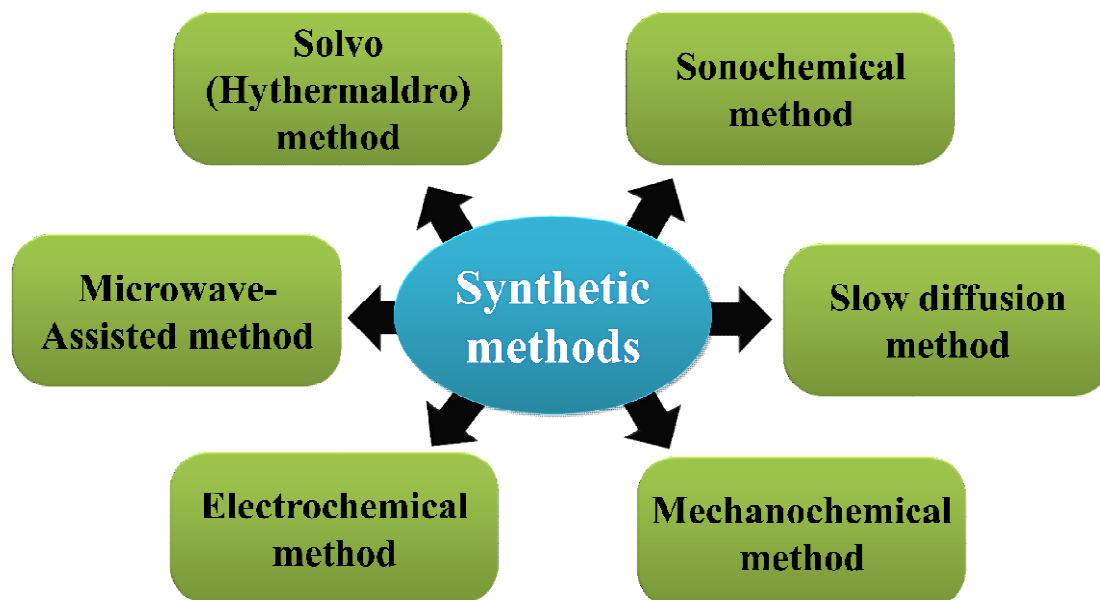 Solvo
(Hythermaldro)
method
Sonochemical
method
Microwave-
Assisted method
Synthetic
methods
Slow diffusion
method
Electrochemical
method
Mechanochemical
method